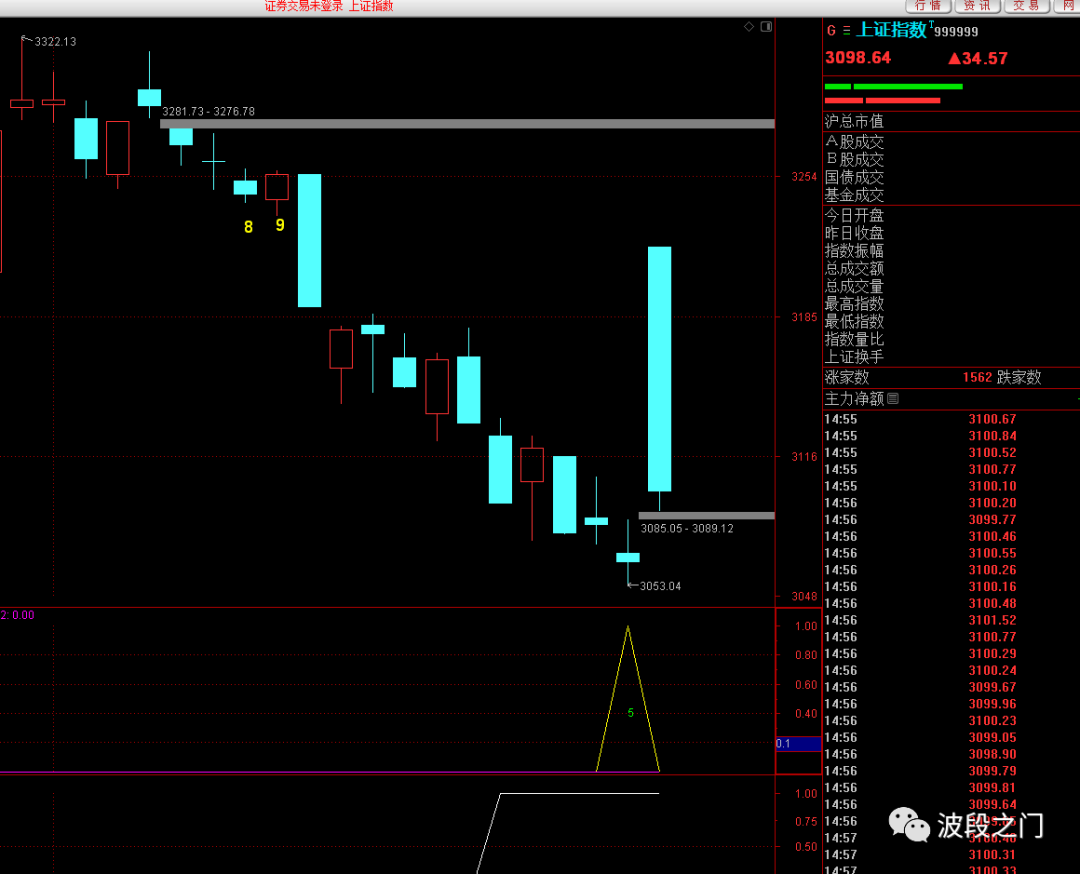 证券交易未登录 上证指数
行情 资讯 交易 网
3322.13
3281.73 - 3276.78
8
9
3085.05 - 3089.12
3053.04
3254
3185
3116
3048
2: 0.00
5
1.00
0.80
0.60
0.40
0.1
1.00
0.75
0.50
G 上证指数T 999999
3098.64 ▲34.57
沪总市值
A股成交
B股成交
国债成交
基金成交
今日开盘
昨日收盘
指数振幅
总成交额
总成交量
最高指数
最低指数
指数量比
上证换手
涨家数 1562 跌家数
主力净额
14:55 3100.67
14:55 3100.84
14:55 3100.52
14:55 3100.77
14:55 3100.10
14:56 3100.20
14:56 3099.77
14:56 3100.46
14:56 3100.55
14:56 3100.26
14:56 3100.16
14:56 3100.48
14:56 3101.52
14:56 3100.77
14:56 3100.29
14:56 3100.24
14:56 3099.67
14:56 3099.96
14:56 3100.23
14:56 3099.05
14:56 3098.90
14:56 3099.79
14:56 3099.81
14:56 3099.64
14:56
14:57
14:57 3100.31
14:57 3100.33
波段之门